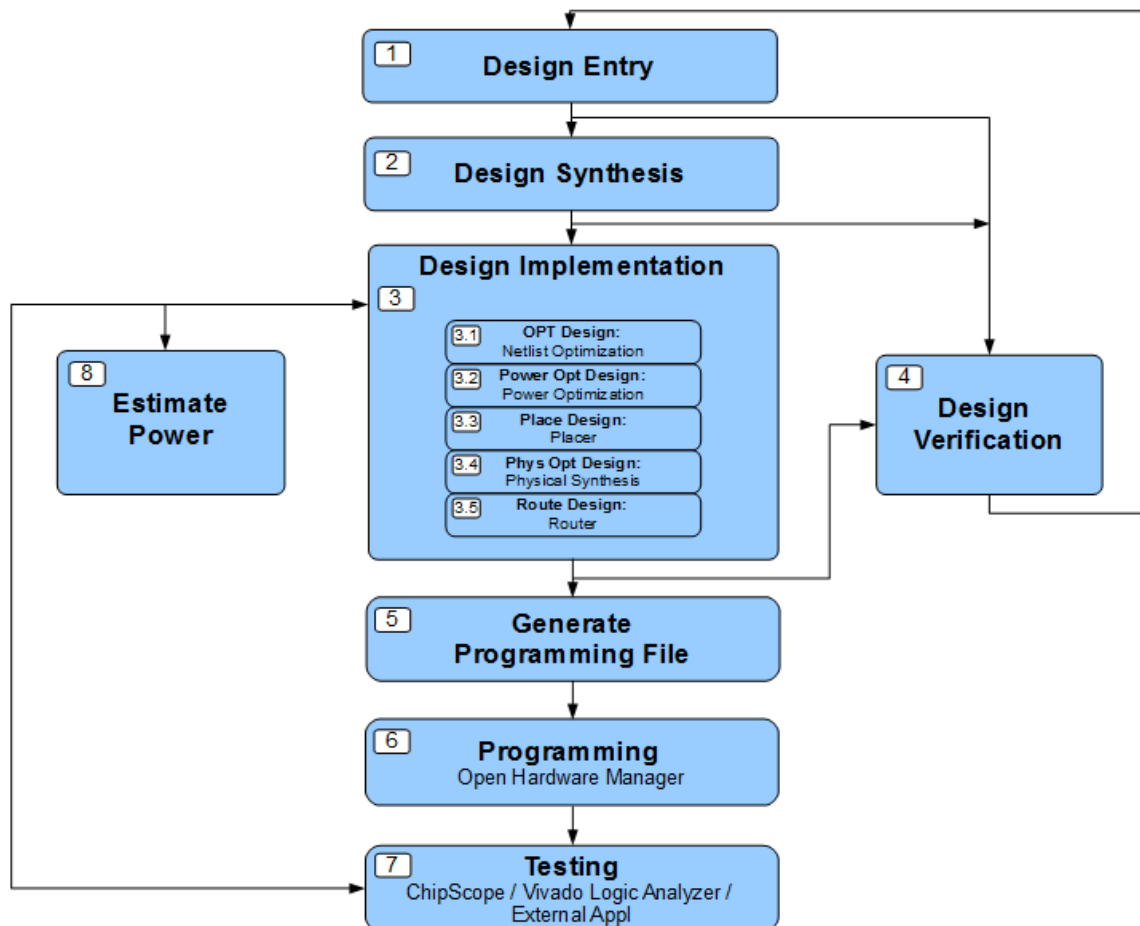 1
Design Entry
2
Design Synthesis
Design Implementation
3
3.1
OPT Design:
Netlist Optimization
3.2
Power Opt Design:
Power Optimization
3.3
Place Design:
Placer
3.4
Phys Opt Design:
Physical Synthesis
3.5
Route Design:
Router
8
Estimate
Power
4
Design
Verification
5
Generate
Programming File
6
Programming
Open Hardware Manager
7
Testing
ChipScope / Vivado Logic Analyzer /
External Appl